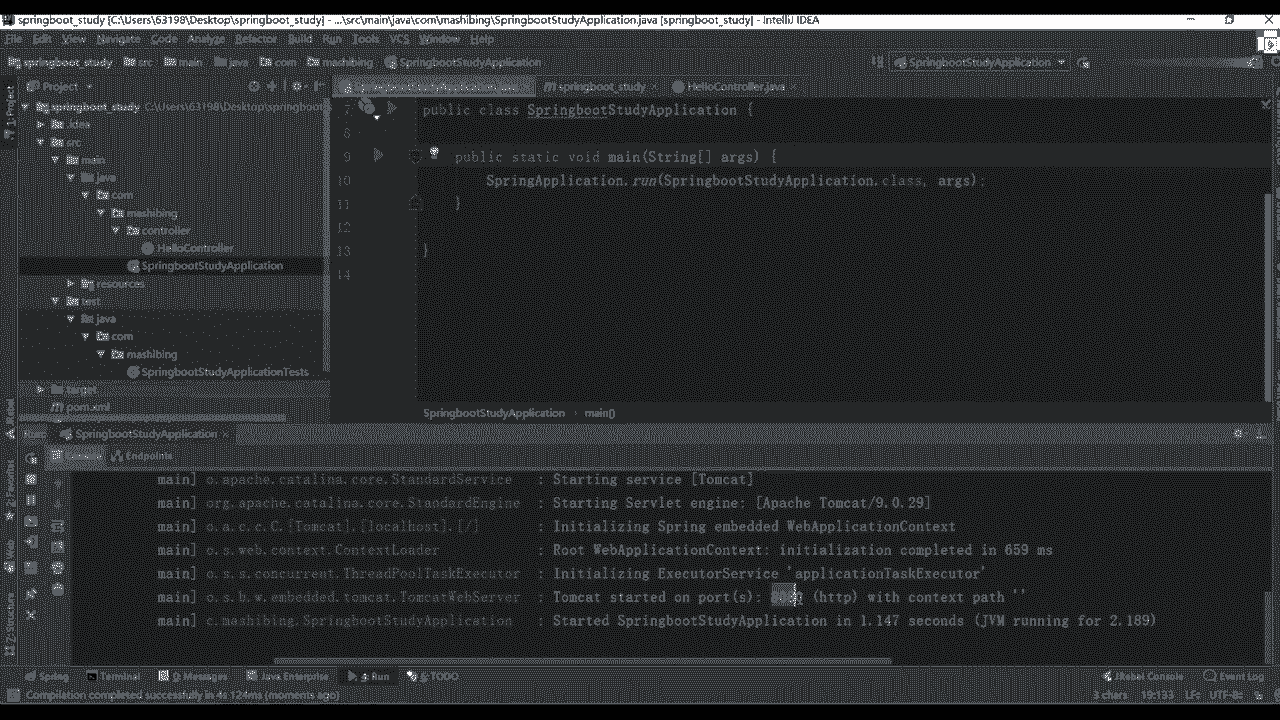 springboot_study [C:\Users\63198\Desktop\springboot_study] - ...\src\main\java\com\mashibing\SpringbootStudyApplication.java [springboot_study] - IntelliJ IDEA
File Edit View Navigate Code Analyze Refactor Build Run Tools VCS Window Help
springboot_study src main java com mashibing SpringbootStudyApplication SpringbootStudyApplication
Project springboot_study HelloController.java
1: Project
springboot_study C:\Users\63198\Desktop\springboot
.idea
src
main
java
com
mashibing
controller
HelloController
SpringbootStudyApplication
resources
test
java
com
mashibing
SpringbootStudyApplicationTests
target
pom.xml
7 public class SpringbootStudyApplication {
8
9 public static void main(String[] args) {
10 SpringApplication.run(SpringbootStudyApplication.class, args);
11 }
12
13 }
14
SpringbootStudyApplication › main()
Run: SpringbootStudyApplication
Console Endpoints
main] o.apache.catalina.core.StandardService : Starting service [Tomcat]
main] org.apache.catalina.core.StandardEngine : Starting Servlet engine: [Apache Tomcat/9.0.29]
main] o.a.c.c.C.[Tomcat].[localhost].[/] : Initializing Spring embedded WebApplicationContext
main] o.s.web.context.ContextLoader : Root WebApplicationContext: initialization completed in 659 ms
main] o.s.s.concurrent.ThreadPoolTaskExecutor : Initializing ExecutorService 'applicationTaskExecutor'
main] o.s.b.w.embedded.tomcat.TomcatWebServer : Tomcat started on port(s): (http) with context path ''
main] c.mashibing.SpringbootStudyApplication : Started SpringbootStudyApplication in 1.147 seconds (JVM running for 2.189)
JRebel
2: Favorites
Web
Z: Structure
Spring Terminal 0: Messages Java Enterprise 4: Run 6: TODO JRebel Console Event Log
Compilation completed successfully in 4s 124ms (moments ago) 3 chars 19:133 LF: UTF-8: